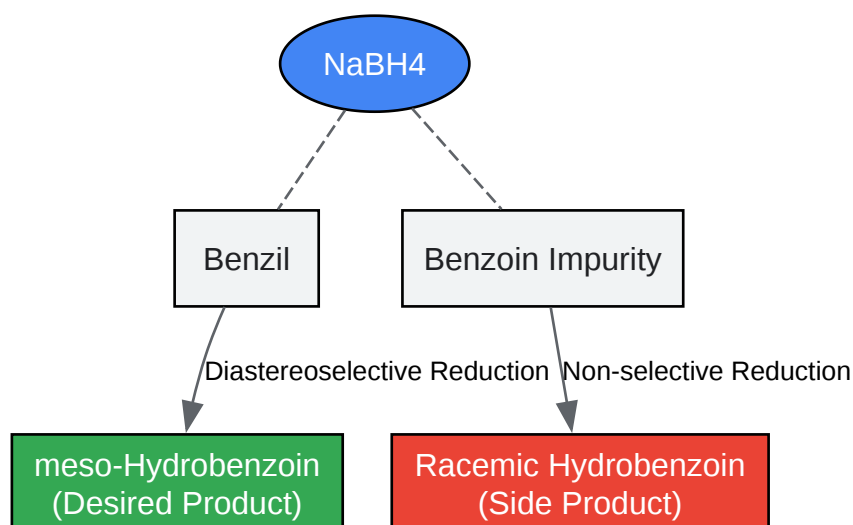 NaBH4
Benzil
Benzoin Impurity
Diastereoselective Reduction
Non-selective Reduction
meso-Hydrobenzoin
(Desired Product)
Racemic Hydrobenzoin
(Side Product)